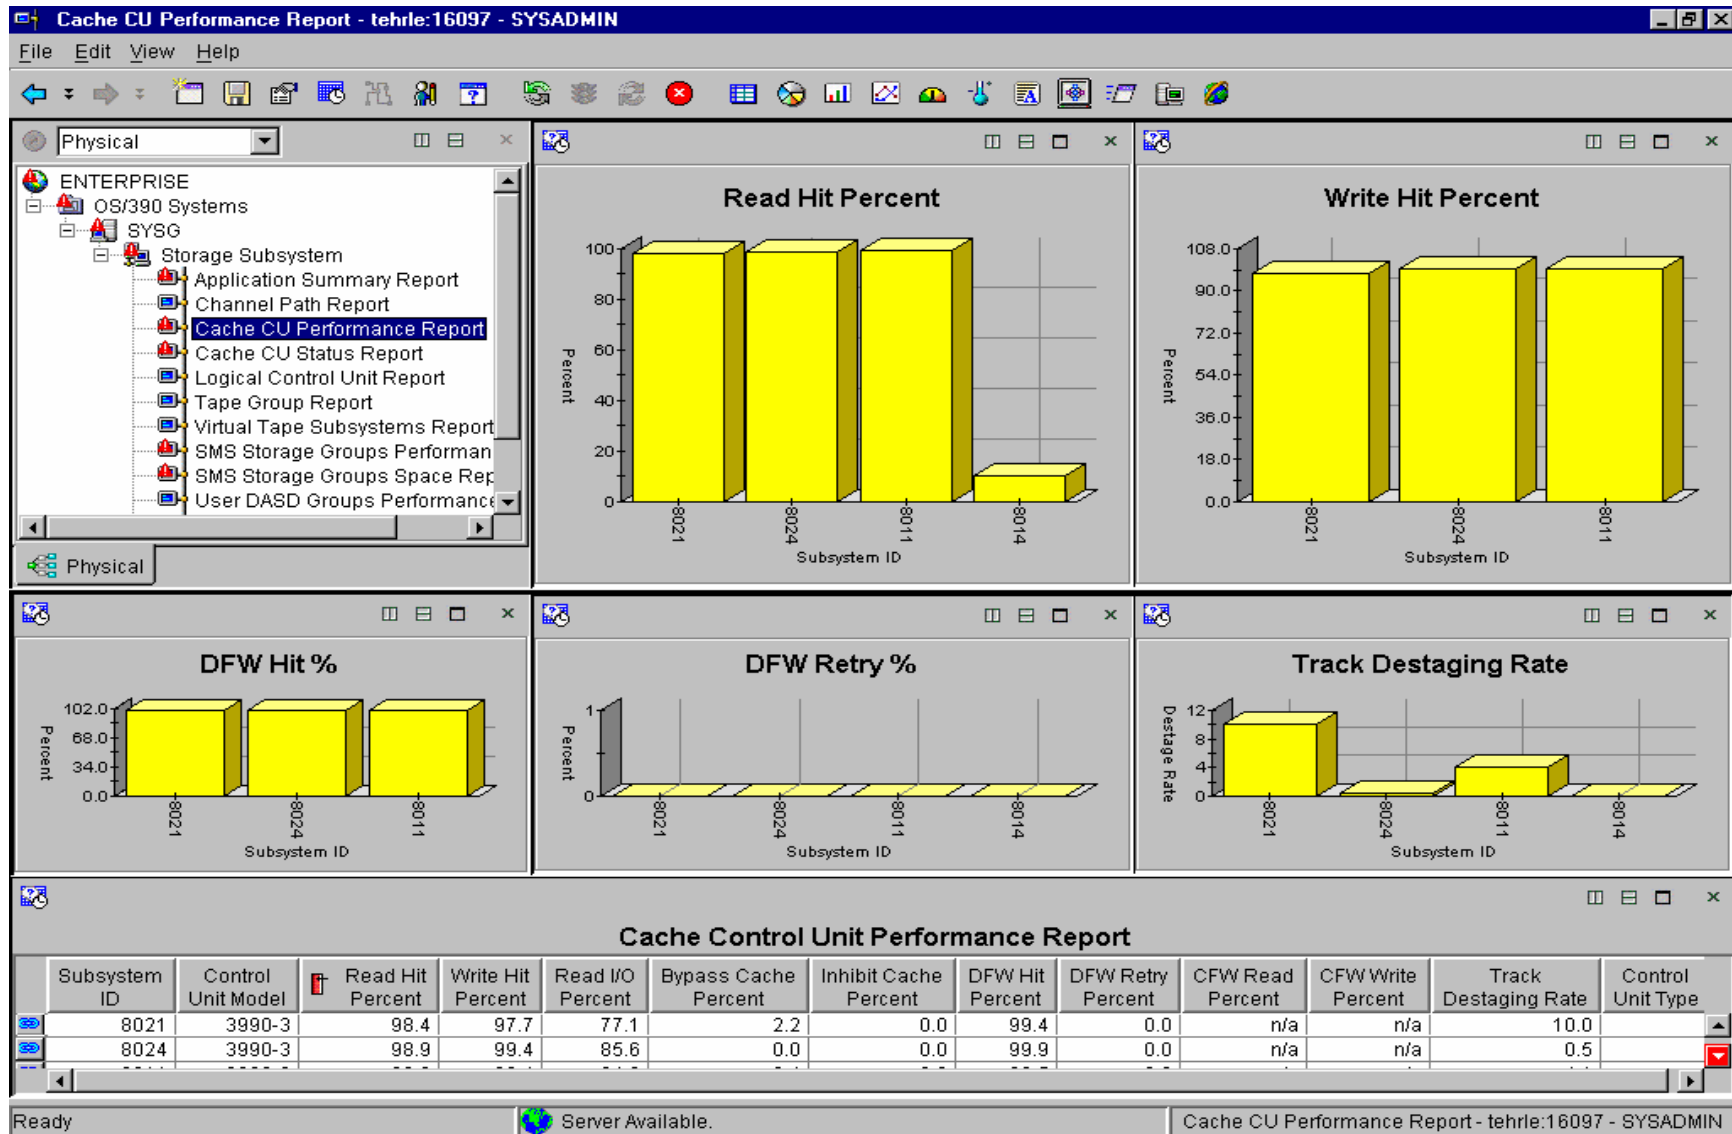 Cache CU Performance Report - tehrle:16097 - SYSADMIN
File Edit View Help
Physical
ENTERPRISE
OS/390 Systems
SYSG
Storage Subsystem
Application Summary Report
Channel Path Report
Cache CU Performance Report
Cache CU Status Report
Logical Control Unit Report
Tape Group Report
Virtual Tape Subsystems Report
SMS Storage Groups Performan
SMS Storage Groups Space Rep
User DASD Groups Performance
Physical
Read Hit Percent
100
80
60
40
20
0
Percent
8021 8024 8011 8014
Subsystem ID
Write Hit Percent
108.0
90.0
72.0
54.0
36.0
18.0
0.0
Percent
8021 8024 8011
Subsystem ID
DFW Hit %
102.0
68.0
34.0
0.0
Percent
8021 8024 8011
Subsystem ID
DFW Retry %
1
0
Percent
8021 8024 8011 8014
Subsystem ID
Track Destaging Rate
12
8
4
0
Destage Rate
8021 8024 8011 8014
Subsystem ID
Cache Control Unit Performance Report
Subsystem ID Control Unit Model Read Hit Percent Write Hit Percent Read I/O Percent Bypass Cache Percent Inhibit Cache Percent DFW Hit Percent DFW Retry Percent CFW Read Percent CFW Write Percent Track Destaging Rate Control Unit Type
8021 3990-3 98.4 97.7 77.1 2.2 0.0 99.4 0.0 n/a n/a 10.0
8024 3990-3 98.9 99.4 85.6 0.0 0.0 99.9 0.0 n/a n/a 0.5
Ready
Server Available.
Cache CU Performance Report - tehrle:16097 - SYSADMIN